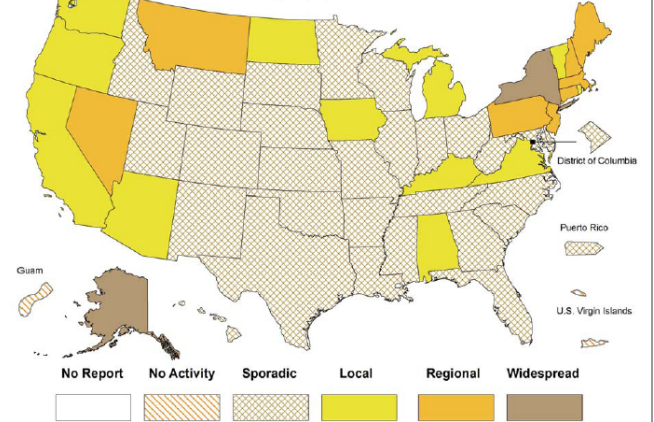 District of Columbia
Puerto Rico
Guam
U.S. Virgin Islands
No Report
No Activity
Sporadic
Local
Regional
Widespread